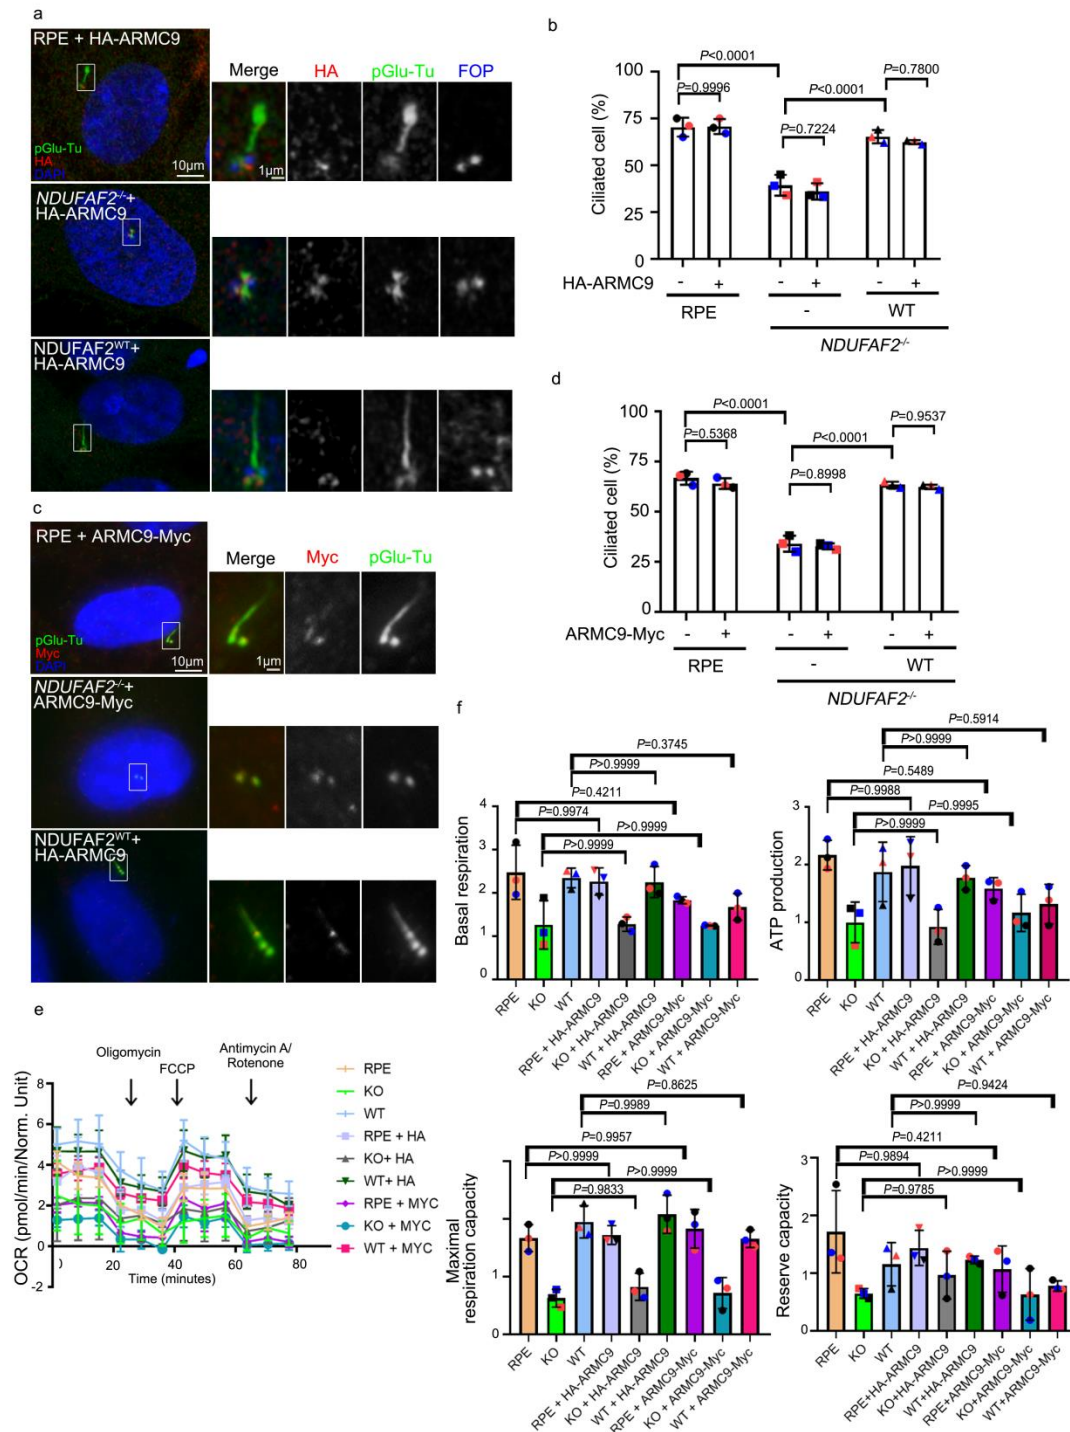 a
RPE + HA-ARMC9
pGlu-Tu
HA
DAPI
10µm
Merge
HA
pGlu-Tu
FOP
1µm
NDUFAF2-/-+
HA-ARMC9
NDUFAF2WT+
HA-ARMC9
b
P<0.0001
P=0.9996
P=0.7224
P<0.0001
P=0.7800
Ciliated cell (%)
100
75
50
25
0
HA-ARMC9
- + - + - +
RPE - WT
NDUFAF2-/-
c
RPE + ARMC9-Myc
pGlu-Tu
Myc
DAPI
10µm
Merge
Myc
pGlu-Tu
1µm
NDUFAF2-/-+
ARMC9-Myc
NDUFAF2WT+
HA-ARMC9
d
P<0.0001
P=0.5368
P=0.8998
P<0.0001
P=0.9537
Ciliated cell (%)
100
75
50
25
0
ARMC9-Myc
- + - + - +
RPE - WT
NDUFAF2-/-
e
Oligomycin
FCCP
Antimycin A/
Rotenone
OCR (pmol/min/Norm. Unit)
8
6
4
2
0
-2
20 40 60 80
Time (minutes)
RPE
KO
WT
RPE + HA
KO+ HA
WT+ HA
RPE + MYC
KO + MYC
WT + MYC
f
P=0.3745
P>0.9999
P=0.4211
P=0.9974
P>0.9999
P>0.9999
Basal respiration
4
3
2
1
0
RPE
KO
WT
RPE + HA-ARMC9
KO + HA-ARMC9
WT + HA-ARMC9
RPE + ARMC9-Myc
KO + ARMC9-Myc
WT + ARMC9-Myc
P=0.5914
P>0.9999
P=0.5489
P=0.9988
P=0.9995
P>0.9999
ATP production
3
2
1
0
RPE
KO
WT
RPE + HA-ARMC9
KO + HA-ARMC9
WT + HA-ARMC9
RPE + ARMC9-Myc
KO + ARMC9-Myc
WT + ARMC9-Myc
P=0.8625
P=0.9989
P=0.9957
P>0.9999
P>0.9999
P=0.9833
Maximal
respiration capacity
1
0
RPE
KO
WT
RPE + HA-ARMC9
KO + HA-ARMC9
WT + HA-ARMC9
RPE + ARMC9-Myc
KO + ARMC9-Myc
WT + ARMC9-Myc
P=0.9424
P>0.9999
P=0.4211
P=0.9894
P>0.9999
P=0.9785
Reserve capacity
1
0
RPE
KO
WT
RPE+HA-ARMC9
KO+HA-ARMC9
WT+HA-ARMC9
RPE+ARMC9-Myc
KO+ARMC9-Myc
WT+ARMC9-Myc